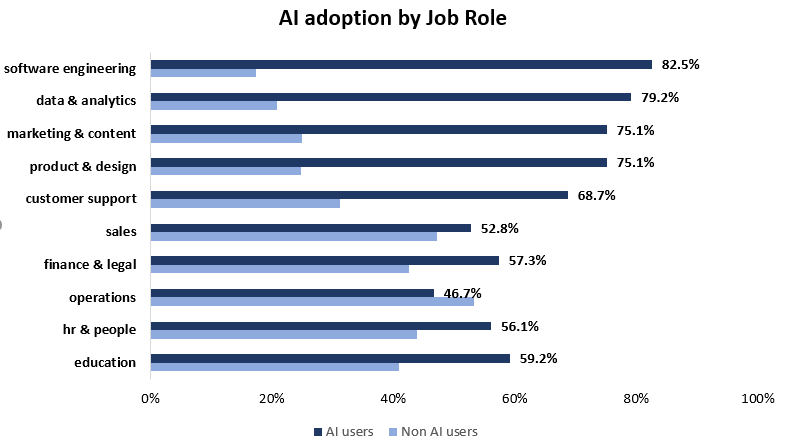 AI adoption by Job Role
software engineering 82.5%
data & analytics 79.2%
marketing & content 75.1%
product & design 75.1%
customer support 68.7%
sales 52.8%
finance & legal 57.3%
operations 46.7%
hr & people 56.1%
education 59.2%
0% 20% 40% 60% 80% 100%
AI users Non AI users